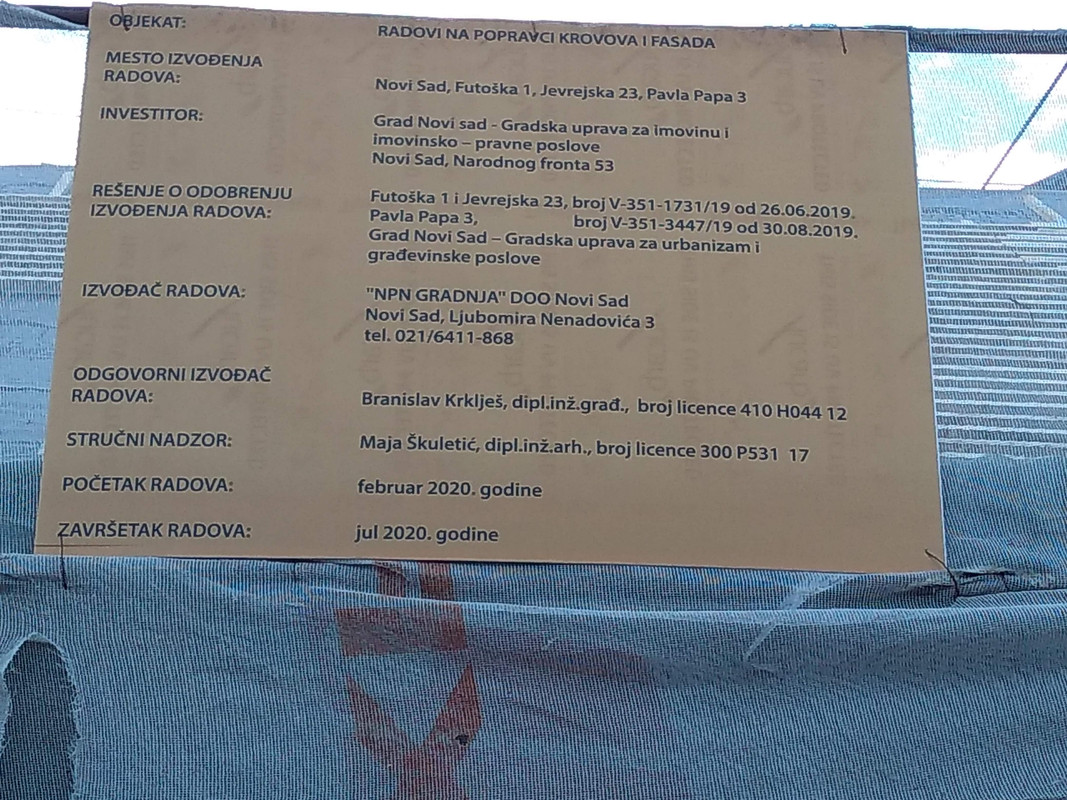 OBJEKAT: RADOVI NA POPRAVCI KROVOVA I FASADA
MESTO IZVOĐENJA
RADOVA: Novi Sad, Futoška 1, Jevrejska 23, Pavla Papa 3
INVESTITOR: Grad Novi sad - Gradska uprava za imovinu i
imovinsko – pravne poslove
Novi Sad, Narodnog fronta 53
REŠENJE O ODOBRENJU Futoška 1 i Jevrejska 23, broj V-351-1731/19 od 26.06.2019.
IZVOĐENJA RADOVA: Pavla Papa 3, broj V-351-3447/19 od 30.08.2019.
Grad Novi Sad – Gradska uprava za urbanizam i
građevinske poslove
IZVOĐAČ RADOVA: "NPN GRADNJA" DOO Novi Sad
Novi Sad, Ljubomira Nenadovića 3
tel. 021/6411-868
ODGOVORNI IZVOĐAČ
RADOVA: Branislav Krklješ, dipl.inž.građ., broj licence 410 H044 12
STRUČNI NADZOR: Maja Škuletić, dipl.inž.arh., broj licence 300 P531 17
POČETAK RADOVA: februar 2020. godine
ZAVRŠETAK RADOVA: jul 2020. godine